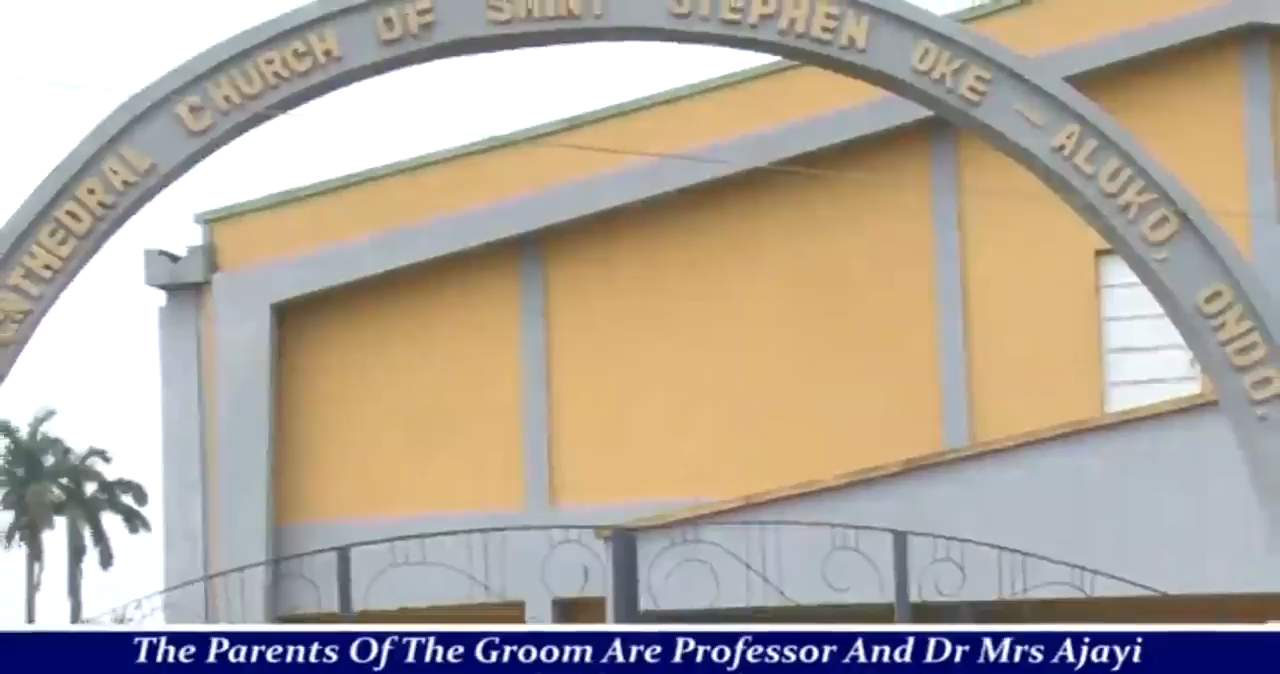 CATHEDRAL CHURCH OF SAINT STEPHEN OKE - ALUKO, ONDO.
The Parents Of The Groom Are Professor And Dr Mrs Ajayi